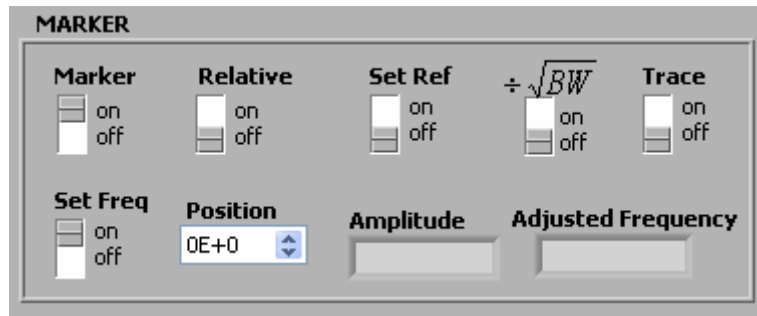 MARKER
Marker Relative Set Ref ÷√BW Trace
on on on on on
off off off off off
Set Freq Position Amplitude Adjusted Frequency
on
0E+0
off